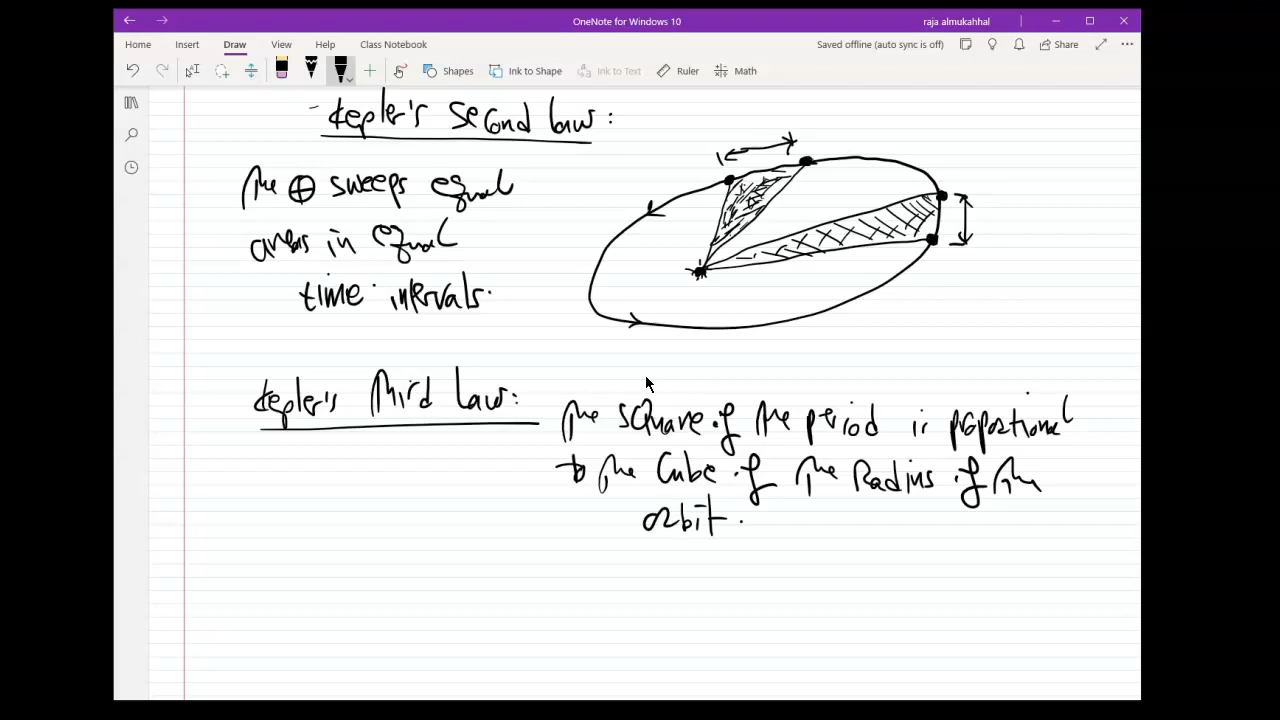 OneNote for Windows 10
raja almukahhal
Home Insert Draw View Help Class Notebook
Saved offline (auto sync is off)
Share
Shapes Ink to Shape Ink to Text Ruler Math
Kepler's Second Law:
The ⊕ sweeps equal
areas in equal
time intervals.
Kepler's Third Law:
The square of the period is proportional
to the Cube of the Radius of the
orbit.